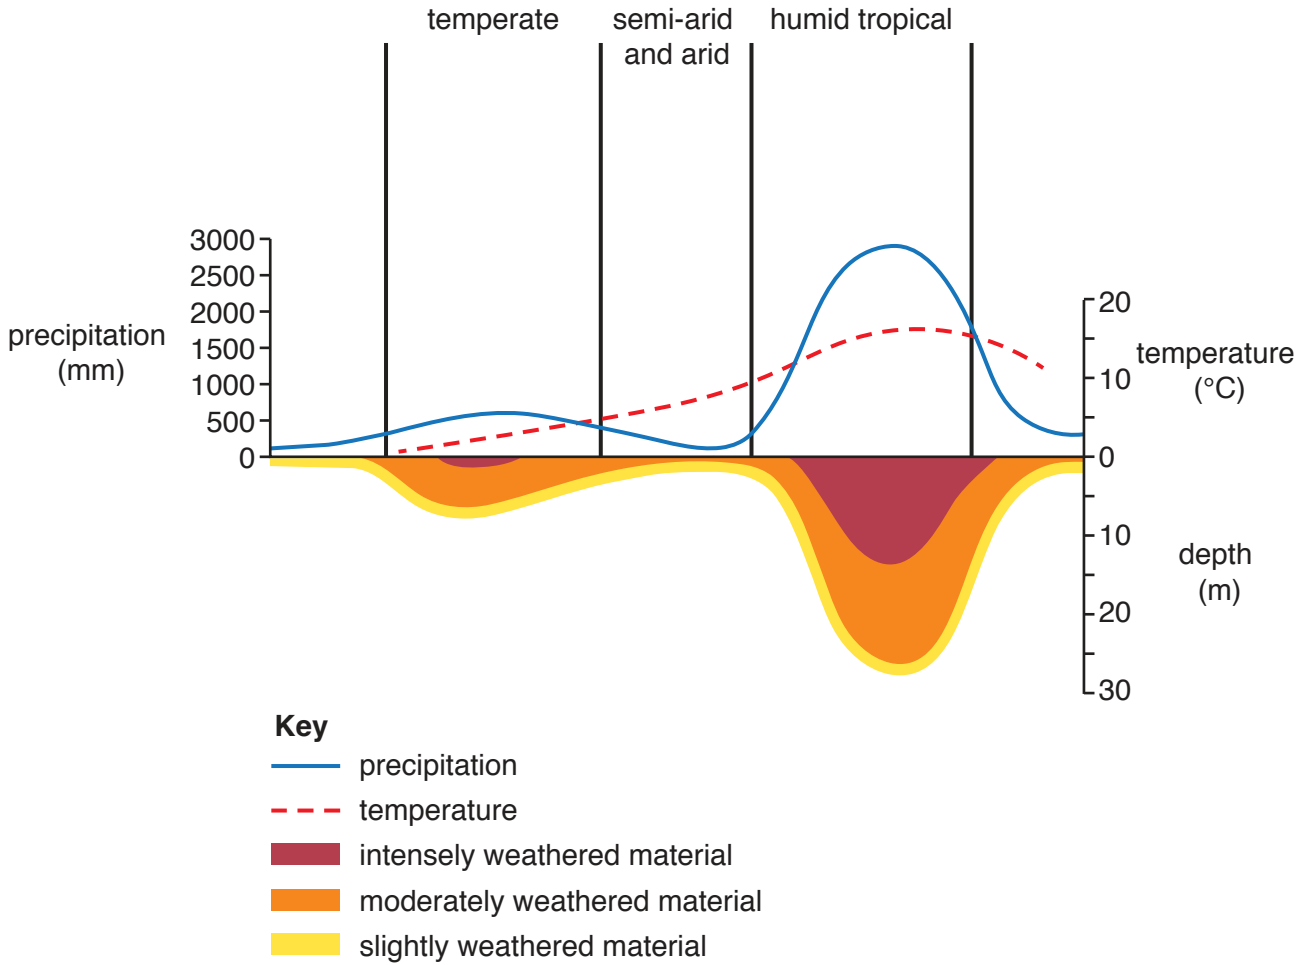 temperate
semi-arid
and arid
humid tropical
precipitation
(mm)
3000
2500
2000
1500
1000
500
0
20
10
0
temperature
(°C)
10
20
30
depth
(m)
Key
precipitation
temperature
intensely weathered material
moderately weathered material
slightly weathered material